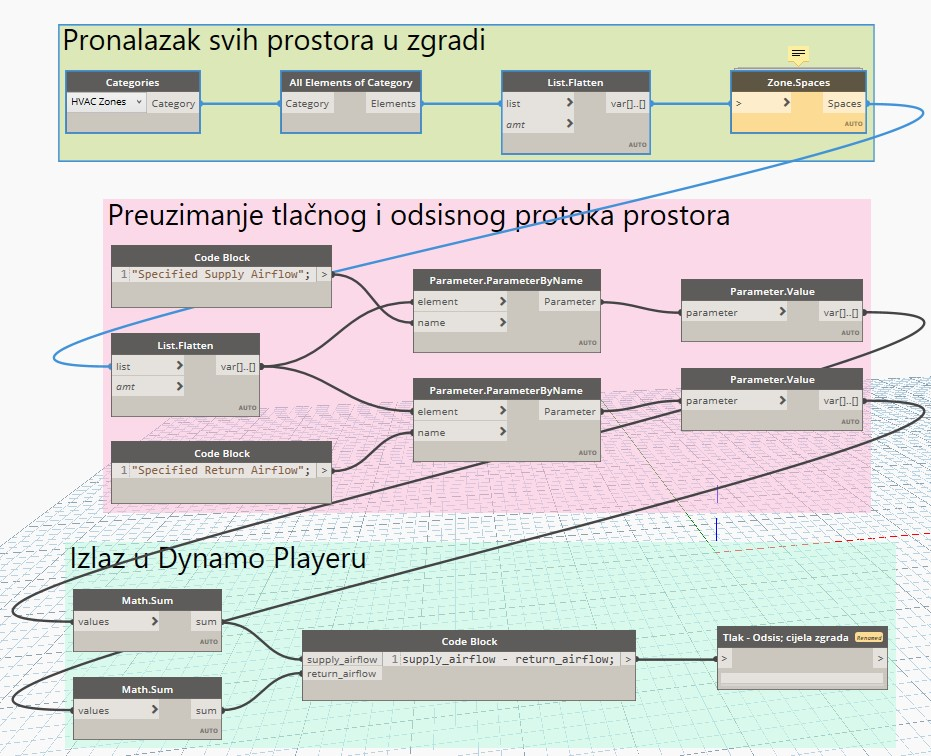 Pronalazak svih prostora u zgradi
Categories
HVAC Zones
Category
All Elements of Category
Category
Elements
List.Flatten
list > var[]..[]
amt >
AUTO
Zone.Spaces
> > Spaces
AUTO
Preuzimanje tlačnog i odsisnog protoka prostora
Code Block
1 "Specified Supply Airflow"; >
List.Flatten
list > var[]..[]
amt >
AUTO
Code Block
1 "Specified Return Airflow"; >
Parameter.ParameterByName
element > Parameter
name >
AUTO
Parameter.ParameterByName
element > Parameter
name >
AUTO
Parameter.Value
parameter > var[]..[]
AUTO
Parameter.Value
parameter > var[]..[]
AUTO
Izlaz u Dynamo Playeru
Math.Sum
values > sum
AUTO
Math.Sum
values > sum
AUTO
Code Block
supply_airflow 1 supply_airflow - return_airflow; >
return_airflow
Tlak - Odsis; cijela zgrada Renamed
> >